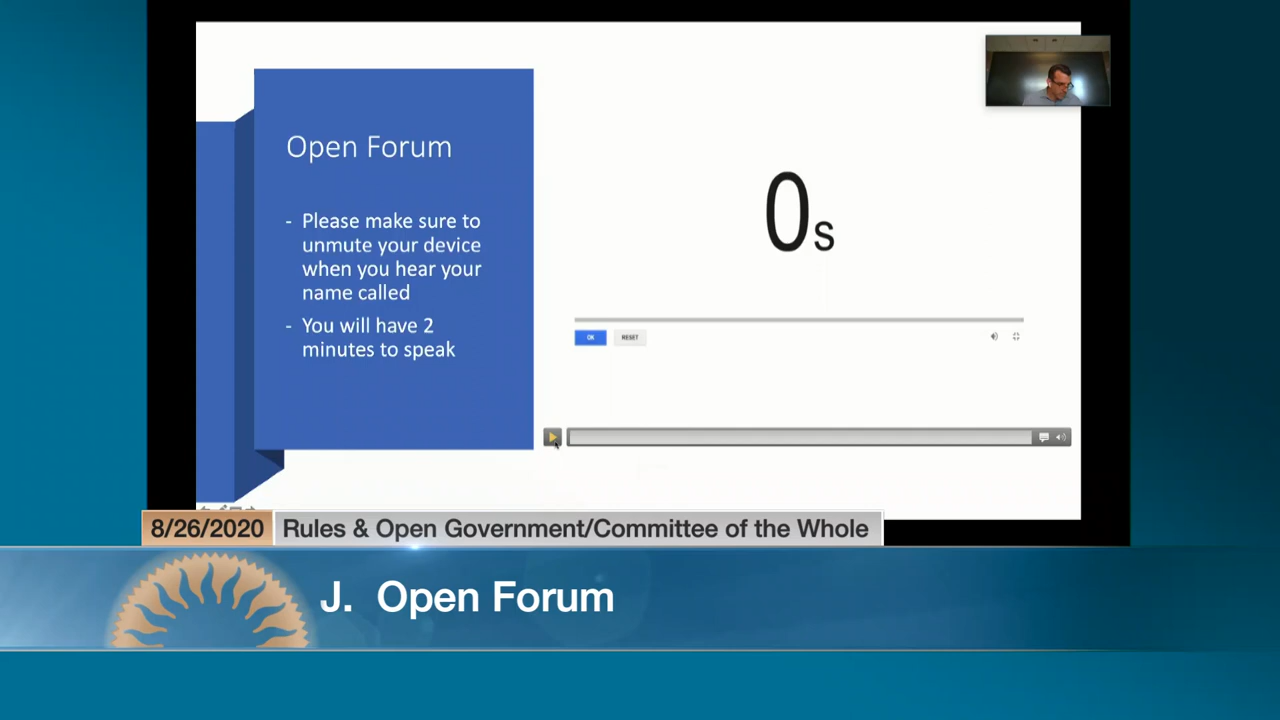 Open Forum
- Please make sure to
unmute your device
when you hear your
name called
- You will have 2
minutes to speak
0s
OK
RESET
8/26/2020
Rules & Open Government/Committee of the Whole
J. Open Forum